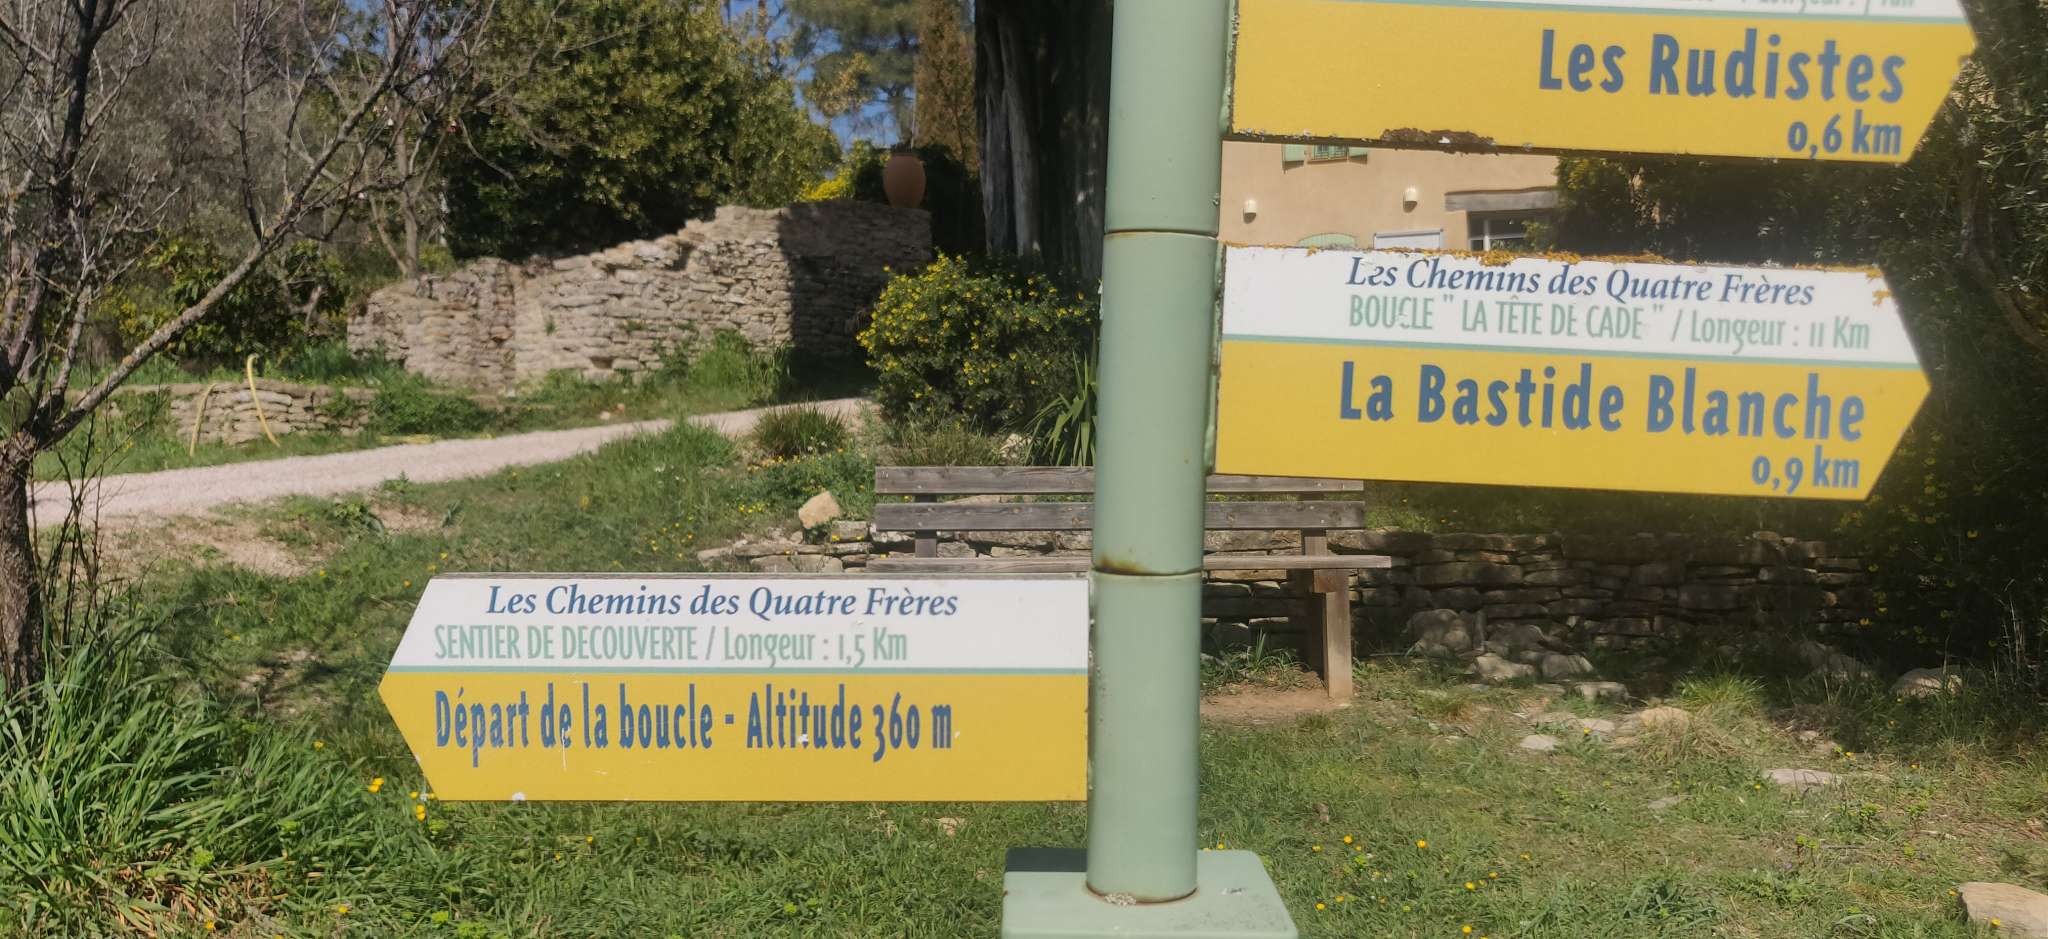 Les Rudistes
0,6 km
Les Chemins des Quatre Frères
BOUCLE " LA TÊTE DE CADE " / Longeur : 11 Km
La Bastide Blanche
0,9 km
Les Chemins des Quatre Frères
SENTIER DE DECOUVERTE / Longeur : 1,5 Km
Départ de la boucle - Altitude 360 m